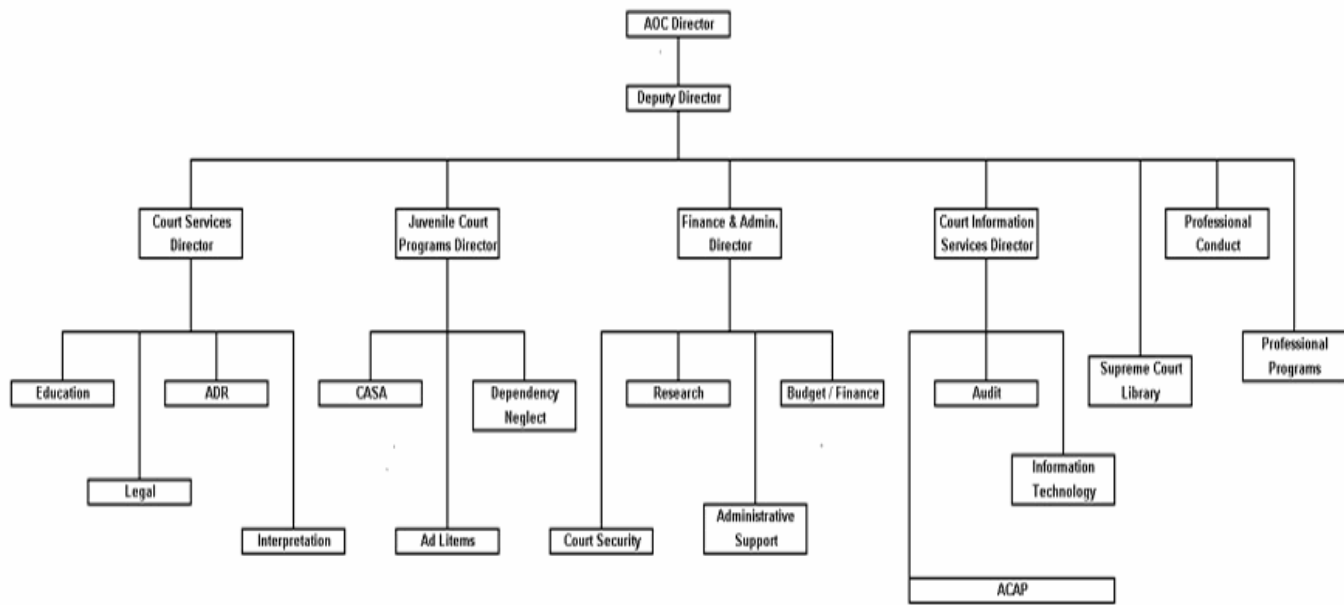 AOC Director
Deputy Director
Court Services
Director
Juvenile Court
Programs Director
Finance & Admin.
Director
Court Information
Services Director
Professional
Conduct
Professional
Programs
Supreme Court
Library
Education
ADR
CASA
Dependency
Neglect
Research
Budget / Finance
Audit
Information
Technology
Legal
Interpretation
Ad Litems
Court Security
Administrative
Support
ACAP